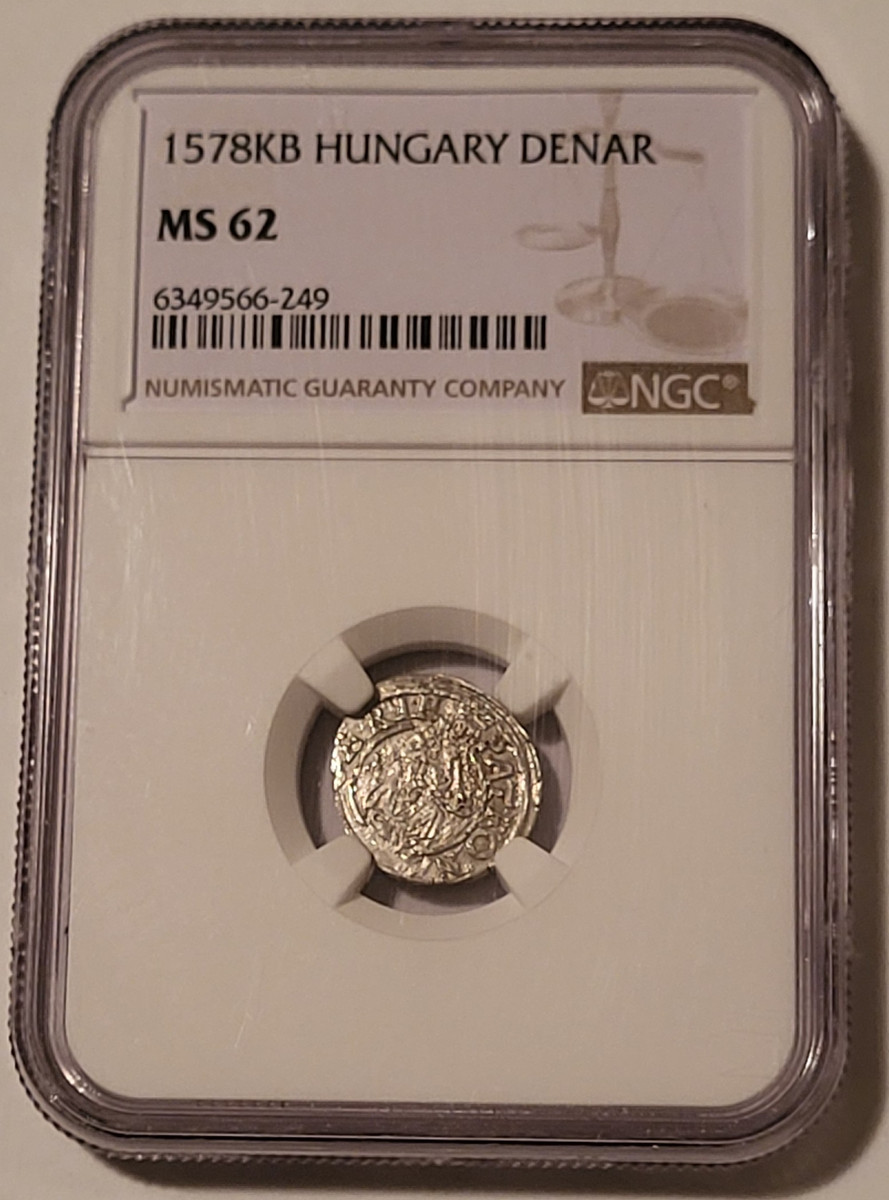 1578KB HUNGARY DENAR
MS 62
6349566-249
NUMISMATIC GUARANTY COMPANY
NGC®